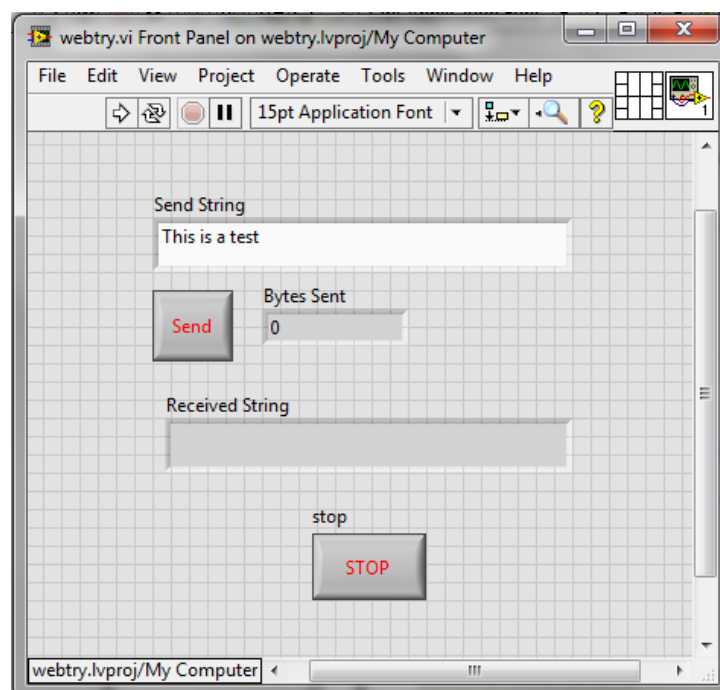 webtry.vi Front Panel on webtry.lvproj/My Computer
File Edit View Project Operate Tools Window Help
15pt Application Font
1
Send String
This is a test
Send
Bytes Sent
0
Received String
stop
STOP
webtry.lvproj/My Computer